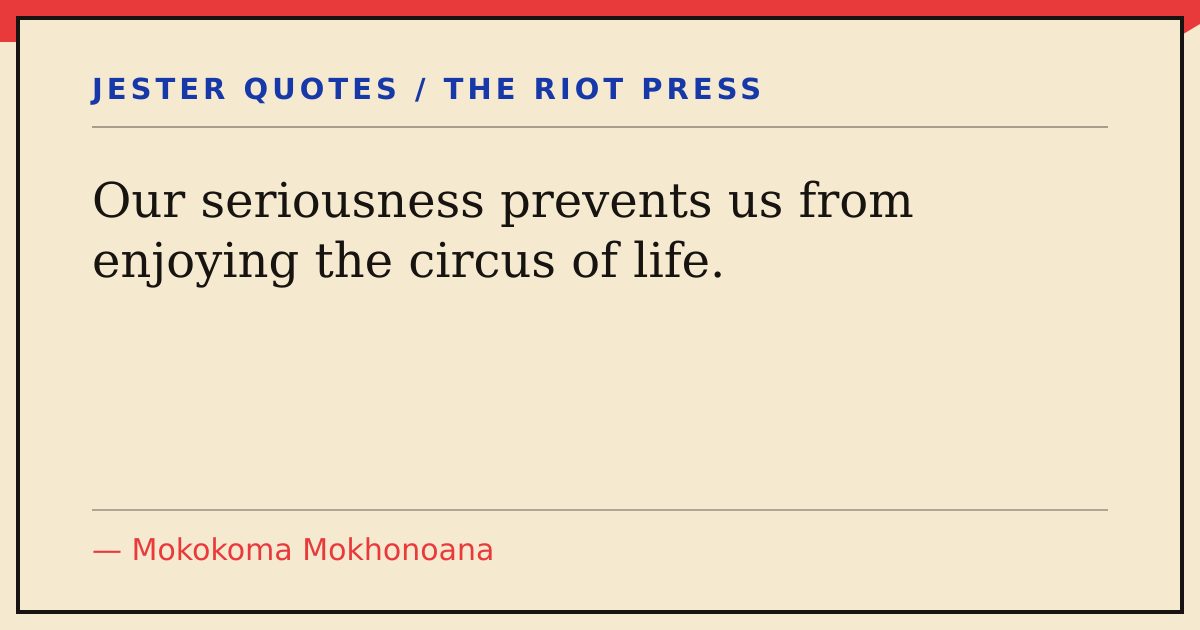 JESTER QUOTES / THE RIOT PRESS
Our seriousness prevents us from
enjoying the circus of life.
— Mokokoma Mokhonoana